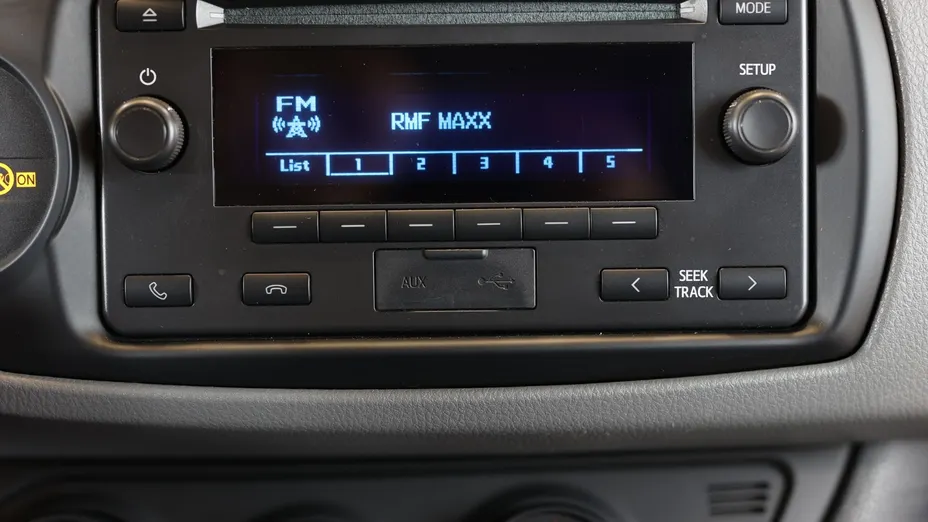 MODE
SETUP
FM
RMF MAXX
List 1 2 3 4 5
ON
AUX
SEEK
TRACK